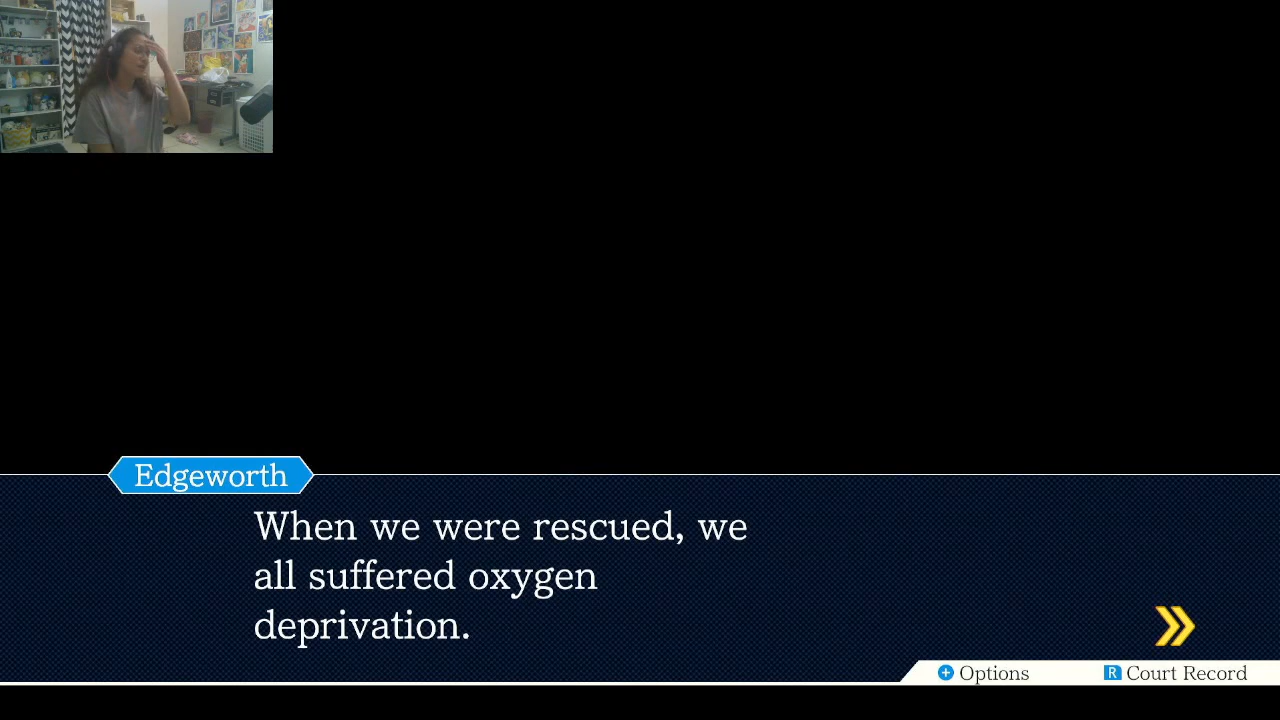 Edgeworth
When we were rescued, we
all suffered oxygen
deprivation.
Options
R Court Record